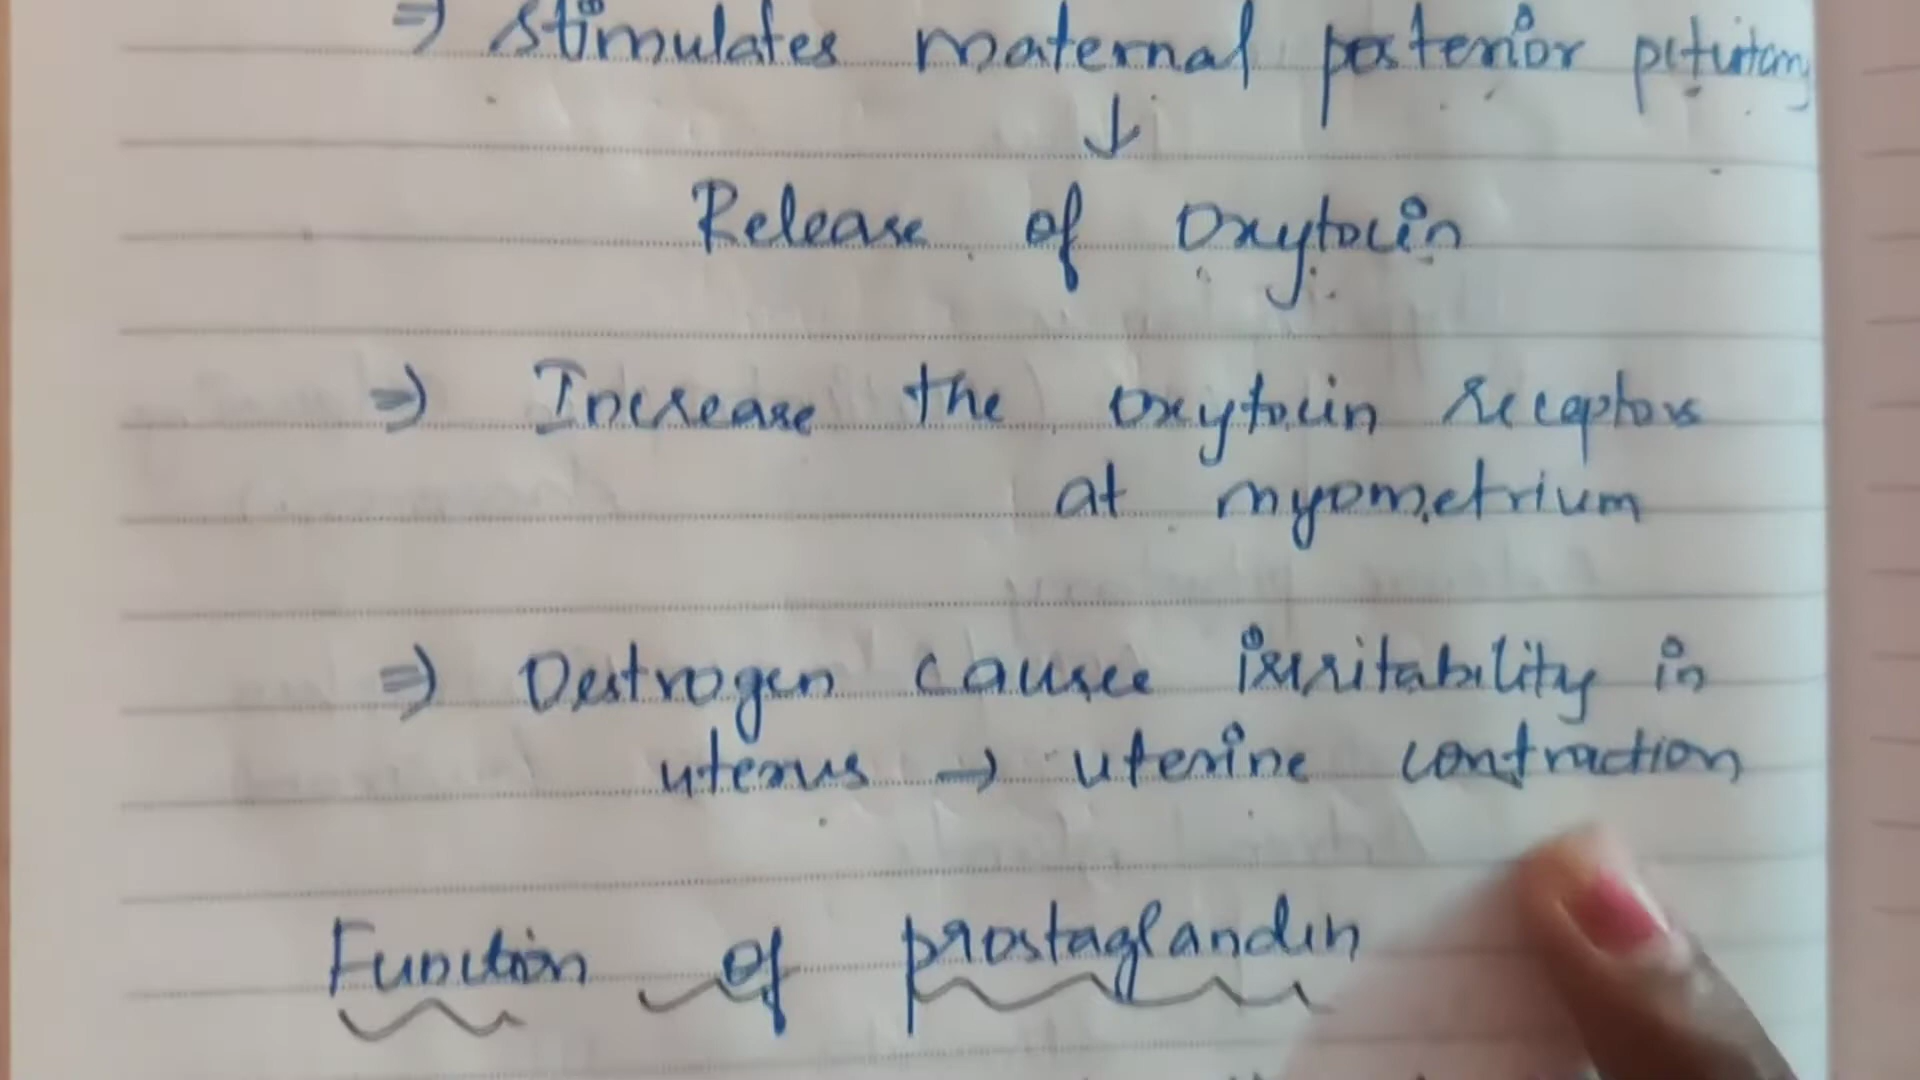 ⇒ Stimulates maternal posterior pituitary
↓
Release of Oxytocin
⇒ Increase the oxytocin receptors
at myometrium
⇒ Oestrogen causee irritability in
uterus → uterine contraction
Function of prostaglandin